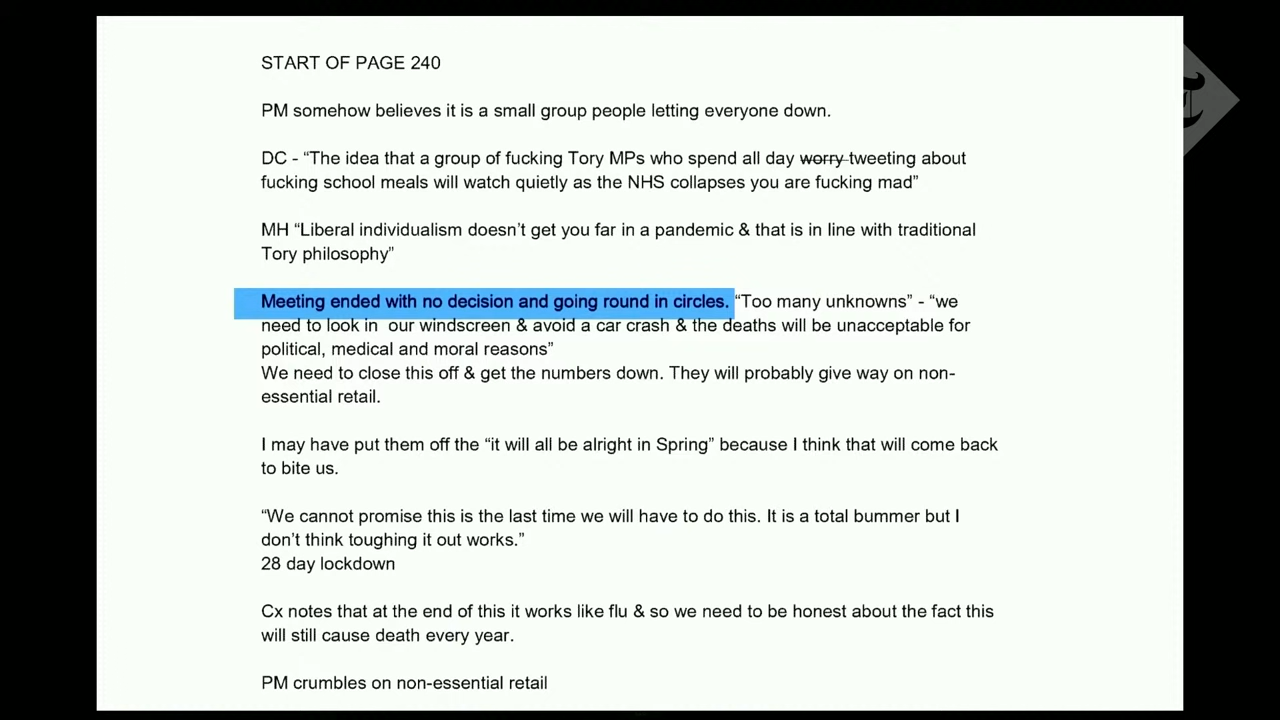 START OF PAGE 240
PM somehow believes it is a small group people letting everyone down.
DC - “The idea that a group of fucking Tory MPs who spend all day worry tweeting about
fucking school meals will watch quietly as the NHS collapses you are fucking mad”
MH “Liberal individualism doesn’t get you far in a pandemic & that is in line with traditional
Tory philosophy”
Meeting ended with no decision and going round in circles. “Too many unknowns” - “we
need to look in  our windscreen & avoid a car crash & the deaths will be unacceptable for
political, medical and moral reasons”
We need to close this off & get the numbers down. They will probably give way on non-
essential retail.
I may have put them off the “it will all be alright in Spring” because I think that will come back
to bite us.
“We cannot promise this is the last time we will have to do this. It is a total bummer but I
don’t think toughing it out works.”
28 day lockdown
Cx notes that at the end of this it works like flu & so we need to be honest about the fact this
will still cause death every year.
PM crumbles on non-essential retail